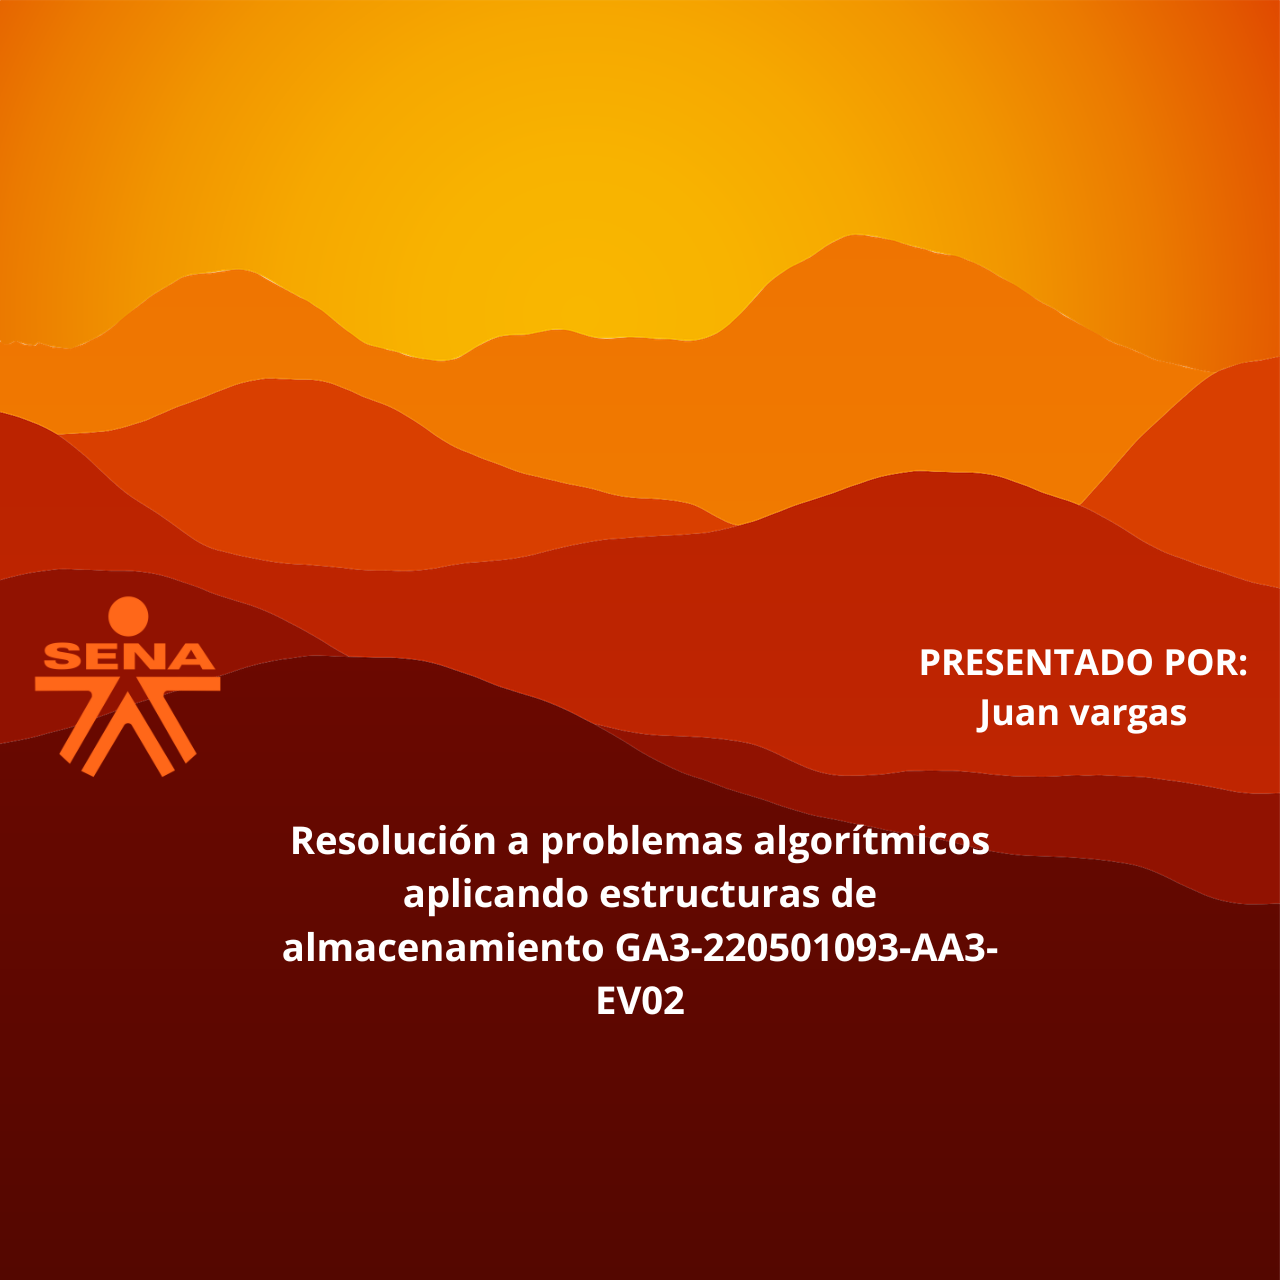 SENA
PRESENTADO POR:
Juan vargas
Resolución a problemas algorítmicos
aplicando estructuras de
almacenamiento GA3-220501093-AA3-
EV02